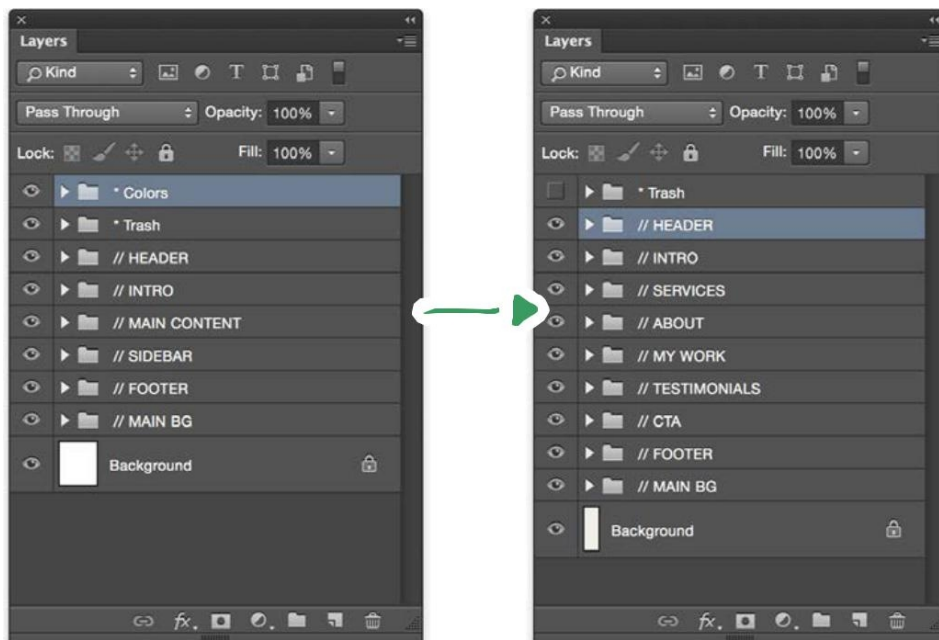 Layers
Kind
Pass Through Opacity: 100%
Lock: Fill: 100%
* Colors
* Trash
// HEADER
// INTRO
// MAIN CONTENT
// SIDEBAR
// FOOTER
// MAIN BG
Background
fx.
Layers
Kind
Pass Through Opacity: 100%
Lock: Fill: 100%
* Trash
// HEADER
// INTRO
// SERVICES
// ABOUT
// MY WORK
// TESTIMONIALS
// CTA
// FOOTER
// MAIN BG
Background
fx.